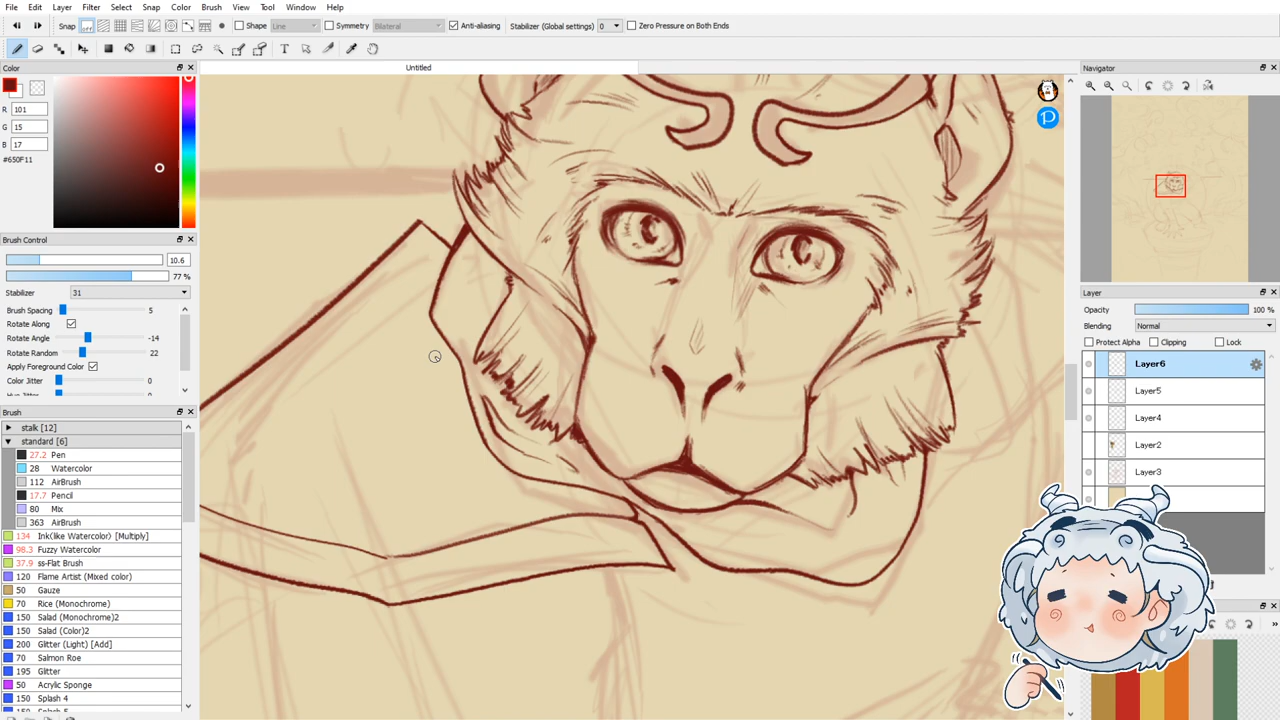 File Edit Layer Filters Select Snap Color Brush View Tool Window Help
Snap off Shape Line Symmetry Bilateral Anti-aliasing Stabilizer (Global settings) 0 Zero Pressure on Both Ends
Color
Untitled
Navigator
R 101
G 15
B 17
#650F11
Brush Control
10.6
77 %
Stabilizer 31
Brush Spacing 5
Rotate Along
Rotate Angle -14
Rotate Random 22
Apply Foreground Color
Color Jitter 0
Brush
stalk [12]
standard [6]
27.2 Pen
28 Watercolor
112 AirBrush
17.7 Pencil
80 Mix
363 AirBrush
134 Ink(like Watercolor) [Multiply]
98.3 Fuzzy Watercolor
37.9 ss-Flat Brush
120 Flame Artist (Mixed color)
50 Gauze
70 Rice (Monochrome)
150 Salad (Monochrome)2
150 Salad (Color)2
200 Glitter (Light) [Add]
70 Salmon Roe
195 Glitter
50 Acrylic Sponge
150 Splash 4
Layer
Opacity 100 %
Blending Normal
Protect Alpha Clipping Lock
Layer6
Layer5
Layer4
Layer2
Layer3